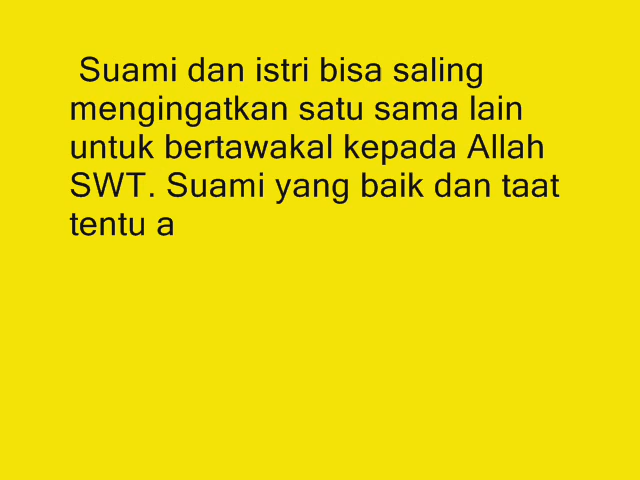 Suami dan istri bisa saling
mengingatkan satu sama lain
untuk bertawakal kepada Allah
SWT. Suami yang baik dan taat
tentu a